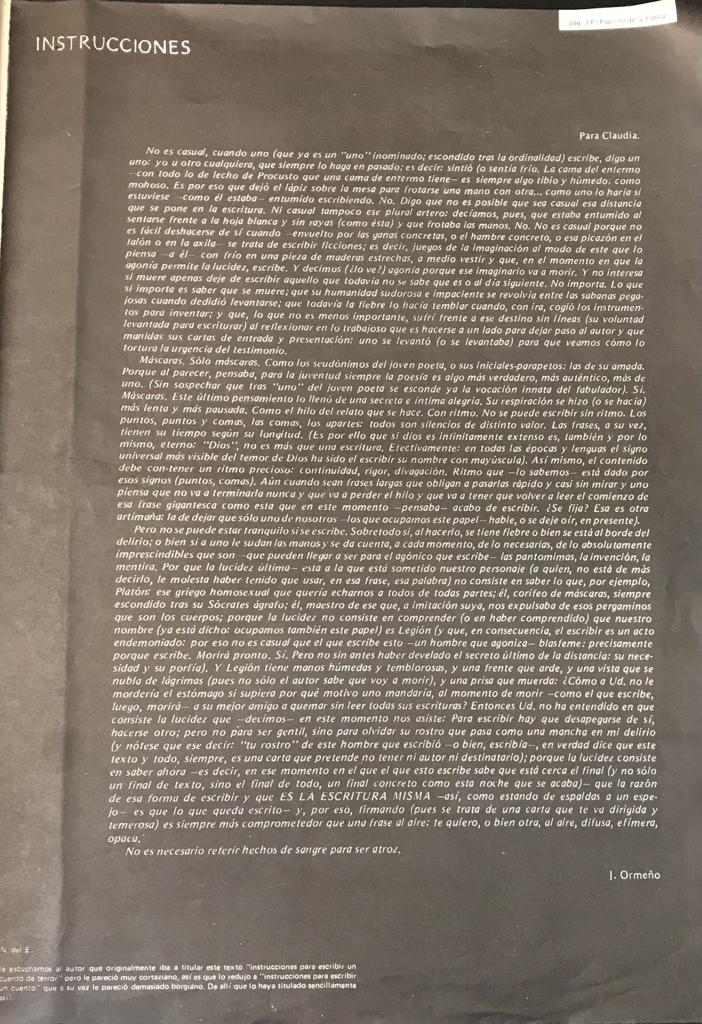 pág. 3 El Espíritu de la Época
INSTRUCCIONES
Para Claudia.
No es casual, cuando uno (que ya es un "uno" inominado; escondido tras la ordinalidad) escribe, digo un
uno: yo u otro cualquiera, que siempre lo haga en pasado; es decir: sintió (o sentía frío. La cama del enfermo
—con todo lo de lecho de Procusto que una cama de enfermo tiene— es siempre algo tibio y húmedo: como
mohoso. Es por eso que dejó el lápiz sobre la mesa para frotarse una mano con otra... como uno lo haría si
estuviese —como él estaba— entumido escribiendo. No. Digo que no es posible que sea casual esa distancia
que se pone en la escritura. Ni casual tampoco ese plural artero: decíamos, pues, que estaba entumido al
sentarse frente a la hoja blanca y sin rayas (como ésta) y que frotaba las manos. No. No es casual porque no
es fácil deshacerse de sí cuando —envuelto por las ganas concretas, o el hambre concreto, o esa picazón en el
talón o en la axila— se trata de escribir ficciones; es decir, juegos de la imaginación al modo de este que lo
piensa —a él— con frío en una pieza de maderas estrechas, a medio vestir y que, en el momento en que la
agonía permite la lucidez, escribe. Y decimos (¿lo ve?) agonía porque ese imaginario va a morir. Y no interesa
si muere apenas deje de escribir aquello que todavía no se sabe que es o al día siguiente. No importa. Lo que
si importa es saber que se muere; que su humanidad sudorosa e impaciente se revolvía entre las sabanas pega-
josas cuando dedidió levantarse; que todavía la fiebre lo hacía temblar cuando, con ira, cogió los instrumen-
tos para inventar; y que, lo que no es menos importante, sufrí frente a ese destino sin líneas (su voluntad
levantada para escriturar) al reflexionar en lo trabajoso que es hacerse a un lado para dejar paso al autor y que
manidas sus cartas de entrada y presentación: uno se levantó (o se levantaba) para que veamos cómo lo
tortura la urgencia del testimonio.
Máscaras. Sólo máscaras. Como los seudónimos del joven poeta, o sus iniciales-parapetos: las de su amada.
Porque al parecer, pensaba, para la juventud siempre la poesía es algo más verdadero, más auténtico, más de
uno. (Sin sospechar que tras "uno" del joven poeta se esconde ya la vocación innata del fabulador). Sí.
Máscaras. Este último pensamiento lo llenó de una secreta e íntima alegría. Su respiración se hizo (o se hacía)
más lenta y más pausada. Como el hilo del relato que se hace. Con ritmo. No se puede escribir sin ritmo. Los
puntos, puntos y comas, las comas, los apartes: todos son silencios de distinto valor. Las frases, a su vez,
tienen su tiempo según su longitud. (Es por ello que si dios es infinitamente extenso es, también y por lo
mismo, eterno: "Dios", no es más que una escritura. Efectivamente: en todas las épocas y lenguas el signo
universal más visible del temor de Dios ha sido el escribir su nombre con mayúscula). Así mismo, el contenido
debe con-tener un ritmo precioso: continuidad, rigor, divagación. Ritmo que —lo sabemos— está dado por
esos signos (puntos, comas). Aún cuando sean frases largas que obligan a pasarlas rápido y casi sin mirar y uno
piensa que no va a terminarla nunca y que va a perder el hilo y que va a tener que volver a leer el comienzo de
esa frase gigantesca como esta que en este momento —pensaba— acabo de escribir. ¿Se fija? Esa es otra
artimaña: la de dejar que sólo uno de nosotros —los que ocupamos este papel— hable, o se deje oír, en presente).
Pero no se puede estar tranquilo si se escribe. Sobretodo si, al hacerlo, se tiene fiebre o bien se está al borde del
delirio; o bien si a uno le sudan las manos y se da cuenta, a cada momento, de lo necesarias, de lo absolutamente
imprescindibles que son —que pueden llegar a ser para el agónico que escribe— las pantomimas, la invención, la
mentira. Por que la lucidez última— esta a la que está sometido nuestro personaje (a quien, no está de más
decirlo, le molesta haber tenido que usar, en esa frase, esa palabra) no consiste en saber lo que, por ejemplo,
Platón: ese griego homosexual que quería echarnos a todos de todas partes; él, corifeo de máscaras, siempre
escondido tras su Sócrates ágrafo; él, maestro de ese que, a imitación suya, nos expulsaba de esos pergaminos
que son los cuerpos; porque la lucidez no consiste en comprender (o en haber comprendido) que nuestro
nombre (ya está dicho: ocupamos también este papel) es Legión (y que, en consecuencia, el escribir es un acto
endemoniado: por eso no es casual que el que escribe esto —un hombre que agoniza— blasfeme: precisamente
porque escribe. Morirá pronto. Sí. Pero no sin antes haber develado el secreto último de la distancia: su nece-
sidad y su porfía). Y Legión tiene manos húmedas y temblorosas, y una frente que arde, y una vista que se
nubla de lágrimas (pues no sólo el autor sabe que voy a morir), y una prisa que muerda: ¿Cómo a Ud. no le
mordería el estómago si supiera por qué motivo uno mandaría, al momento de morir —como el que escribe,
luego, morirá— a su mejor amigo a quemar sin leer todas sus escrituras? Entonces Ud. no ha entendido en que
consiste la lucidez que —decimos— en este momento nos asiste: Para escribir hay que desapegarse de sí,
hacerse otro; pero no para ser gentil, sino para olvidar su rostro que pasa como una mancha en mi delirio
(y nótese que ese decir: "tu rostro" de este hombre que escribió —o bien, escribía—, en verdad dice que este
texto y todo, siempre, es una carta que pretende no tener ni autor ni destinatario); porque la lucidez consiste
en saber ahora —es decir, en ese momento en el que el que esto escribe sabe que está cerca el final (y no sólo
un final de texto, sino el final de todo, un final concreto como esta noche que se acaba)— que la razón
de esa forma de escribir y que ES LA ESCRITURA MISMA —así, como estando de espaldas a un espe-
jo— es que lo que queda escrito— y, por eso, firmando (pues se trata de una carta que te va dirigida y
temerosa) es siempre más comprometedor que una frase al aire: te quiero, o bien otra, al aire, difusa, efímera,
opaca.
No es necesario referir hechos de sangre para ser atroz.
J. Ormeño
N. del E.
le escuchamos al autor que originalmente iba a titular este texto "instrucciones para escribir un
cuento de terror" pero le pareció muy cortaziano, así es que lo redujo a "instrucciones para escribir
un cuento" que a su vez le pareció demasiado borgiano. De allí que lo haya titulado sencillamente
así.